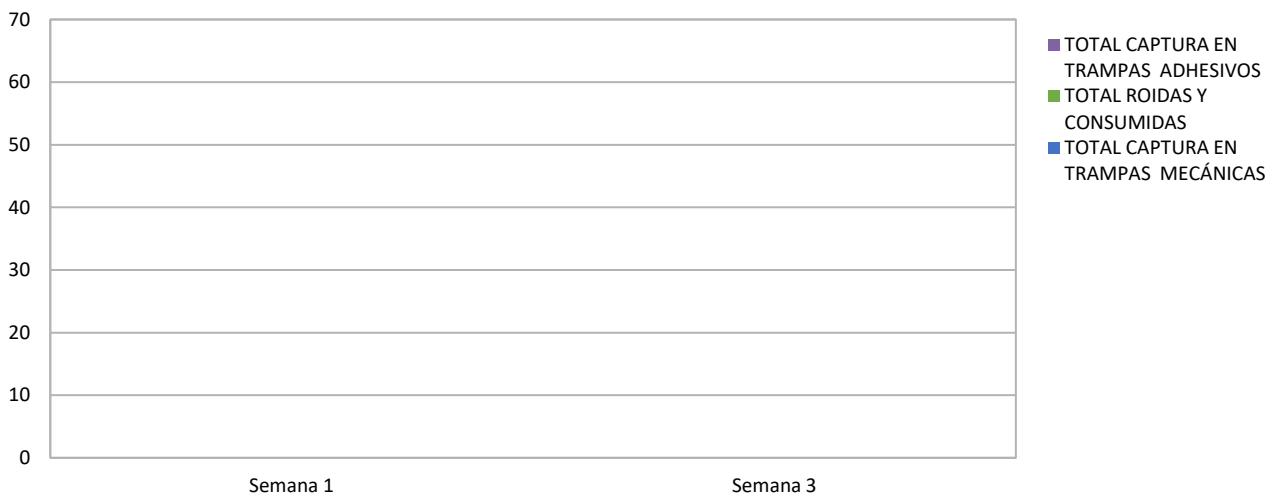 70
60
50
40
30
20
10
0
Semana 1
Semana 3
TOTAL CAPTURA EN
TRAMPAS ADHESIVOS
TOTAL ROIDAS Y
CONSUMIDAS
TOTAL CAPTURA EN
TRAMPAS MECÁNICAS